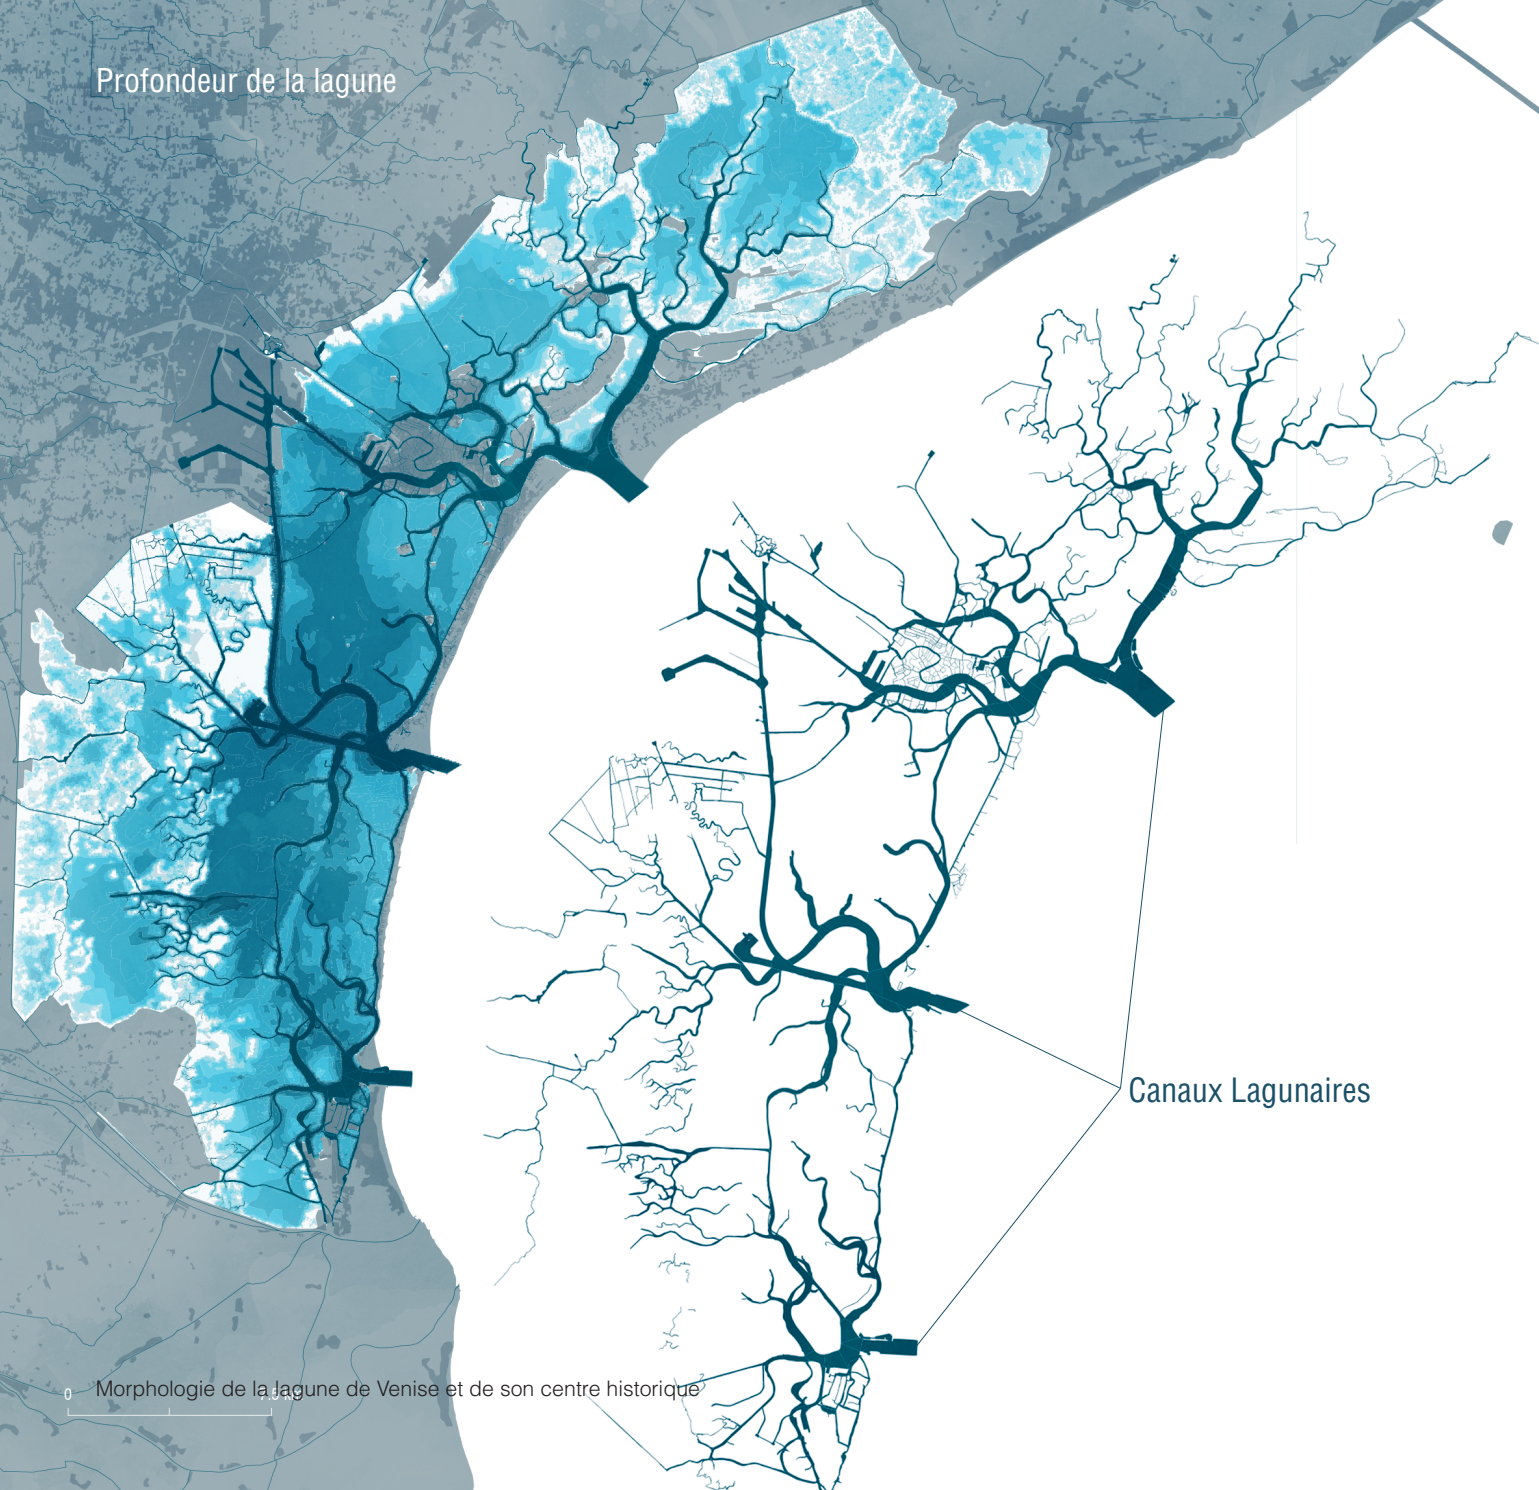 Profondeur de la lagune
Canaux Lagunaires
0
Morphologie de la lagune de Venise et de son centre historique